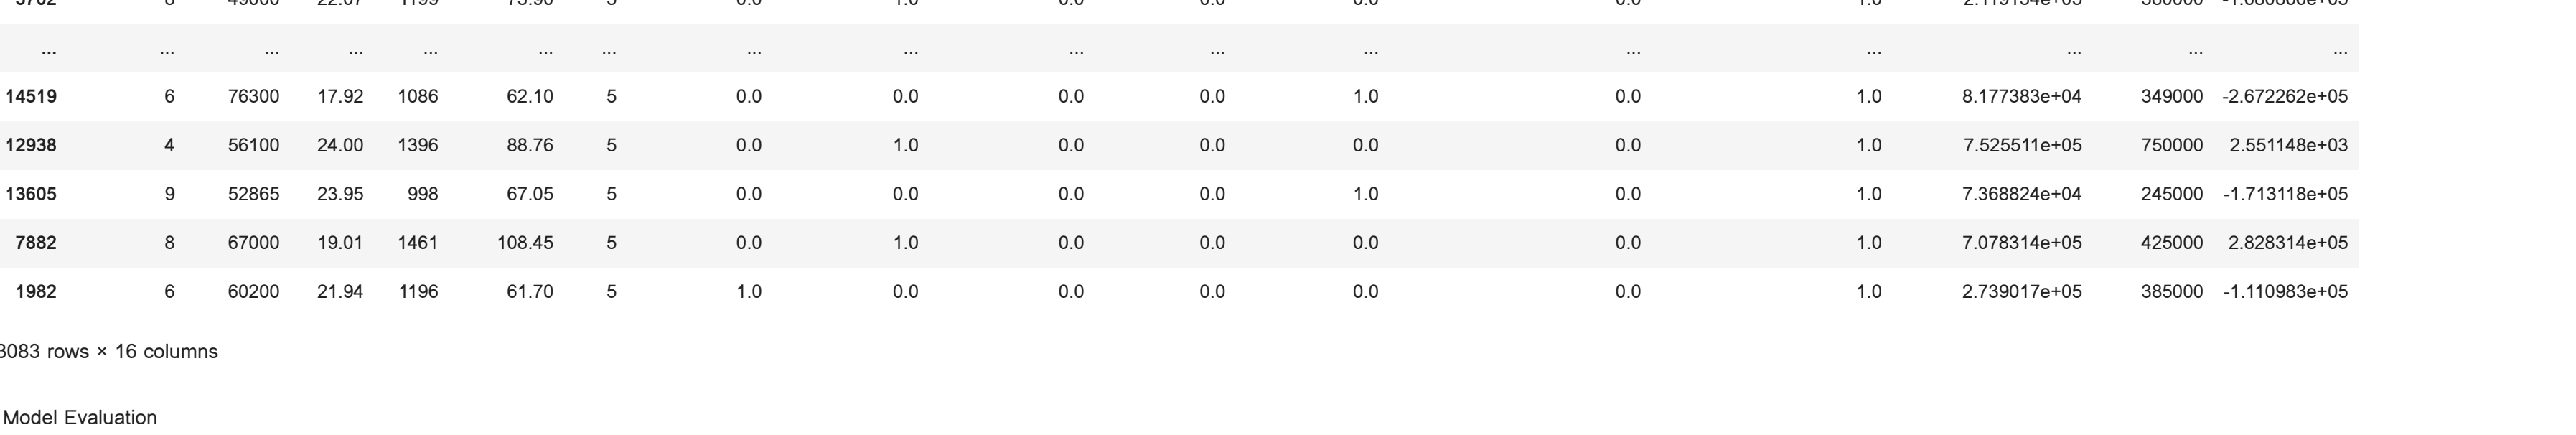 ... ... ... ... ... ... ... ... ... ... ... ... ... ... ... ... ...
14519 6 76300 17.92 1086 62.10 5 0.0 0.0 0.0 0.0 1.0 0.0 1.0 8.177383e+04 349000 -2.672262e+05
12938 4 56100 24.00 1396 88.76 5 0.0 1.0 0.0 0.0 0.0 0.0 1.0 7.525511e+05 750000 2.551148e+03
13605 9 52865 23.95 998 67.05 5 0.0 0.0 0.0 0.0 1.0 0.0 1.0 7.368824e+04 245000 -1.713118e+05
7882 8 67000 19.01 1461 108.45 5 0.0 1.0 0.0 0.0 0.0 0.0 1.0 7.078314e+05 425000 2.828314e+05
1982 6 60200 21.94 1196 61.70 5 1.0 0.0 0.0 0.0 0.0 0.0 1.0 2.739017e+05 385000 -1.110983e+05
3083 rows × 16 columns
Model Evaluation